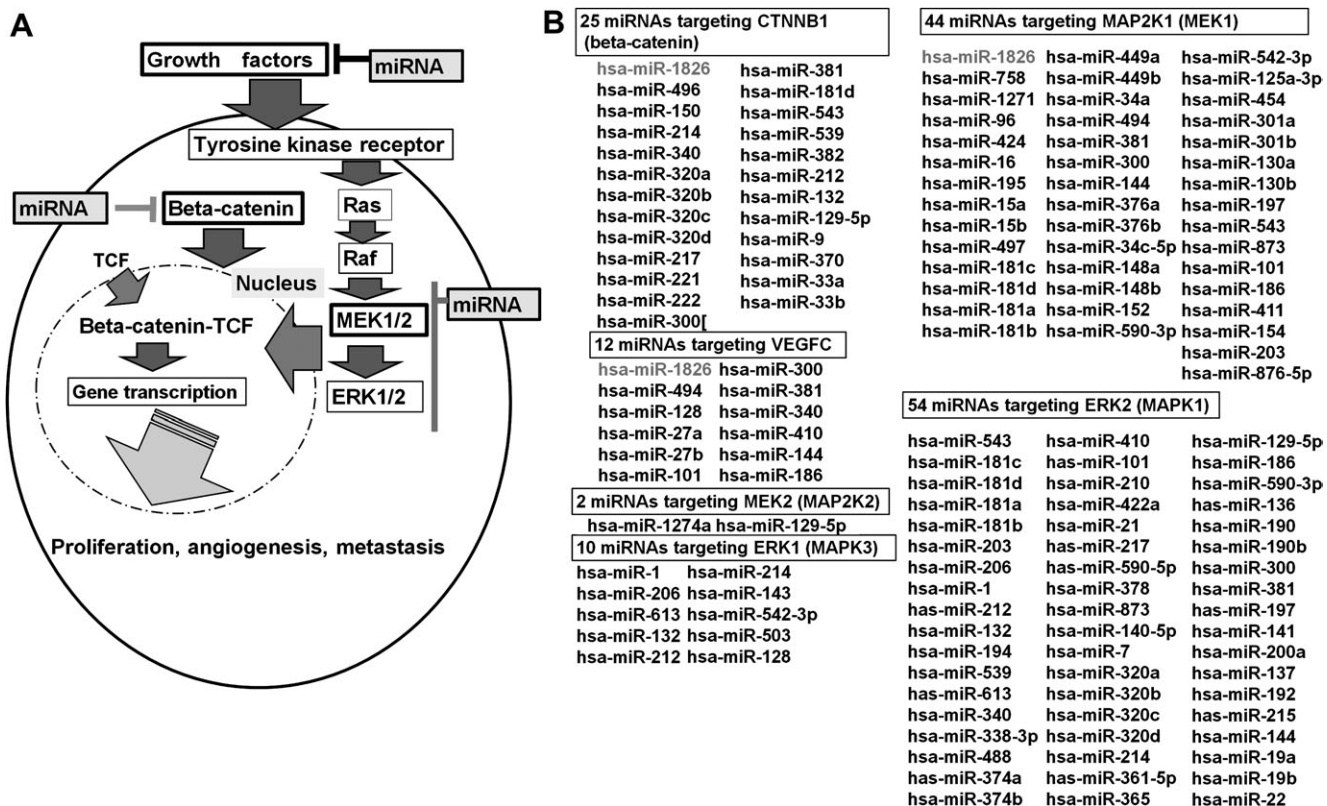 A
Growth factors
miRNA
Tyrosine kinase receptor
miRNA
Beta-catenin
Ras
Raf
TCF
Nucleus
miRNA
MEK1/2
Beta-catenin-TCF
Gene transcription
ERK1/2
Proliferation, angiogenesis, metastasis
B
25 miRNAs targeting CTNNB1
(beta-catenin)
hsa-miR-1826 hsa-miR-381
hsa-miR-496 hsa-miR-181d
hsa-miR-150 hsa-miR-543
hsa-miR-214 hsa-miR-539
hsa-miR-340 hsa-miR-382
hsa-miR-320a hsa-miR-212
hsa-miR-320b hsa-miR-132
hsa-miR-320c hsa-miR-129-5p
hsa-miR-320d hsa-miR-9
hsa-miR-217 hsa-miR-370
hsa-miR-221 hsa-miR-33a
hsa-miR-222 hsa-miR-33b
hsa-miR-300[
12 miRNAs targeting VEGFC
hsa-miR-1826 hsa-miR-300
hsa-miR-494 hsa-miR-381
hsa-miR-128 hsa-miR-340
hsa-miR-27a hsa-miR-410
hsa-miR-27b hsa-miR-144
hsa-miR-101 hsa-miR-186
2 miRNAs targeting MEK2 (MAP2K2)
hsa-miR-1274a hsa-miR-129-5p
10 miRNAs targeting ERK1 (MAPK3)
hsa-miR-1 hsa-miR-214
hsa-miR-206 hsa-miR-143
hsa-miR-613 hsa-miR-542-3p
hsa-miR-132 hsa-miR-503
hsa-miR-212 hsa-miR-128
44 miRNAs targeting MAP2K1 (MEK1)
hsa-miR-1826 hsa-miR-449a hsa-miR-542-3p
hsa-miR-758 hsa-miR-449b hsa-miR-125a-3p
hsa-miR-1271 hsa-miR-34a hsa-miR-454
hsa-miR-96 hsa-miR-494 hsa-miR-301a
hsa-miR-424 hsa-miR-381 hsa-miR-301b
hsa-miR-16 hsa-miR-300 hsa-miR-130a
hsa-miR-195 hsa-miR-144 hsa-miR-130b
hsa-miR-15a hsa-miR-376a hsa-miR-197
hsa-miR-15b hsa-miR-376b hsa-miR-543
hsa-miR-497 hsa-miR-34c-5p hsa-miR-873
hsa-miR-181c hsa-miR-148a hsa-miR-101
hsa-miR-181d hsa-miR-148b hsa-miR-186
hsa-miR-181a hsa-miR-152 hsa-miR-411
hsa-miR-181b hsa-miR-590-3p hsa-miR-154
hsa-miR-203
hsa-miR-876-5p
54 miRNAs targeting ERK2 (MAPK1)
hsa-miR-543 hsa-miR-410 hsa-miR-129-5p
hsa-miR-181c has-miR-101 hsa-miR-186
hsa-miR-181d hsa-miR-210 hsa-miR-590-3p
hsa-miR-181a hsa-miR-422a has-miR-136
hsa-miR-181b hsa-miR-21 hsa-miR-190
hsa-miR-203 has-miR-217 hsa-miR-190b
hsa-miR-206 has-miR-590-5p hsa-miR-300
hsa-miR-1 hsa-miR-378 hsa-miR-381
has-miR-212 hsa-miR-873 has-miR-197
hsa-miR-132 hsa-miR-140-5p hsa-miR-141
hsa-miR-194 hsa-miR-7 hsa-miR-200a
hsa-miR-539 hsa-miR-320a hsa-miR-137
has-miR-613 hsa-miR-320b hsa-miR-192
hsa-miR-340 hsa-miR-320c has-miR-215
hsa-miR-338-3p hsa-miR-320d hsa-miR-144
hsa-miR-488 hsa-miR-214 hsa-miR-19a
has-miR-374a has-miR-361-5p hsa-miR-19b
hsa-miR-374b hsa-miR-365 hsa-miR-22